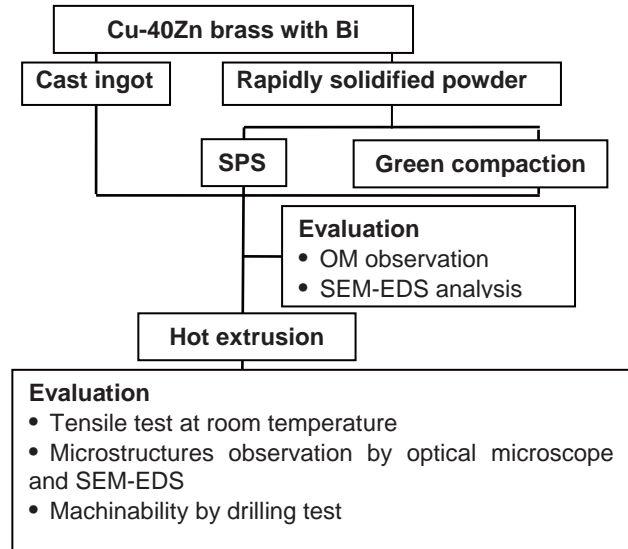 Cu-40Zn brass with Bi
Cast ingot
Rapidly solidified powder
SPS
Green compaction
Evaluation
• OM observation
• SEM-EDS analysis
Hot extrusion
Evaluation
• Tensile test at room temperature
• Microstructures observation by optical microscope
and SEM-EDS
• Machinability by drilling test